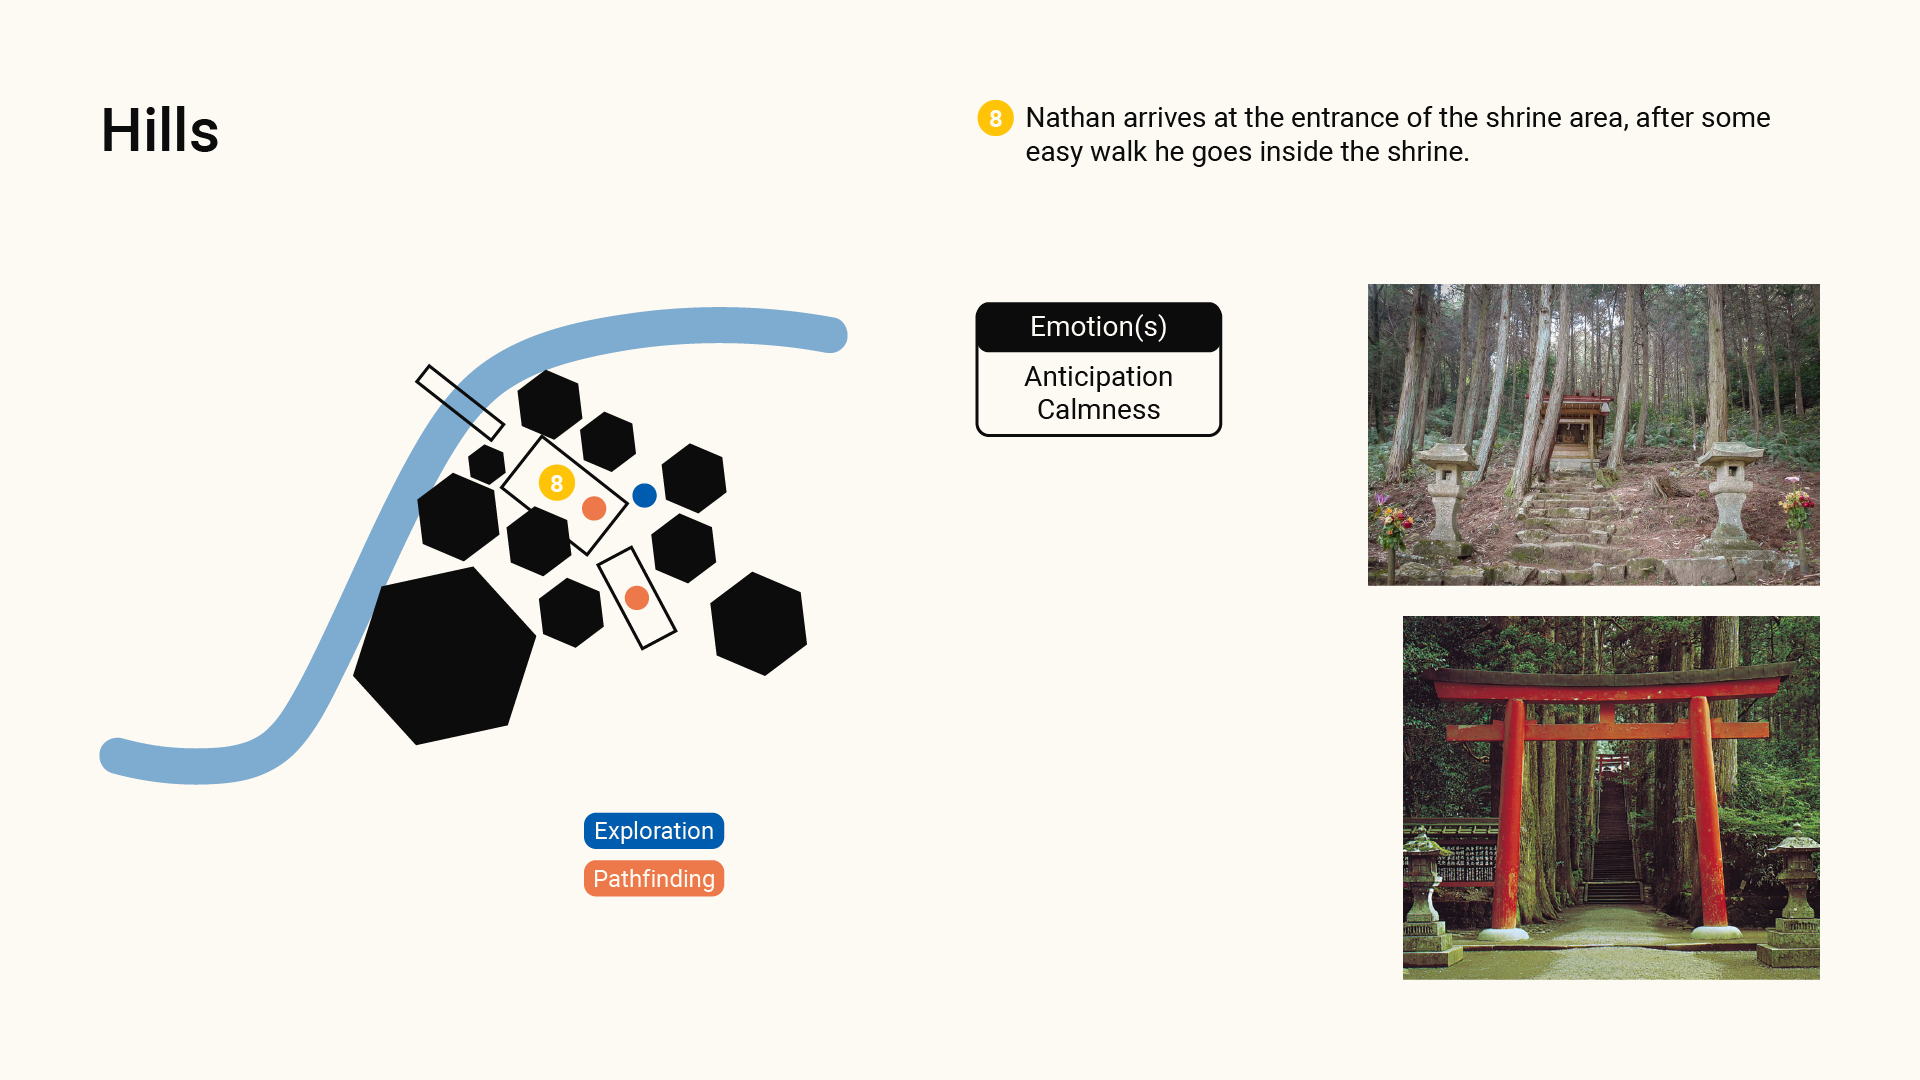 Hills
8 Nathan arrives at the entrance of the shrine area, after some
easy walk he goes inside the shrine.
Emotion(s)
Anticipation
Calmness
8
Exploration
Pathfinding